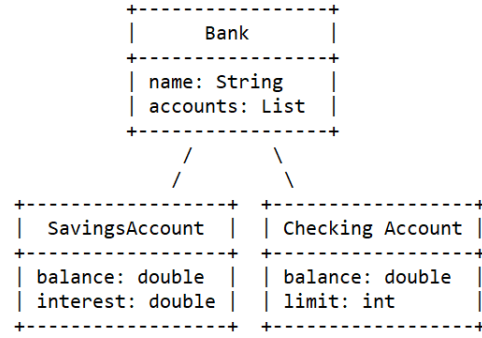 Bank
name: String
accounts: List
SavingsAccount
balance: double
interest: double
Checking Account
balance: double
limit: int